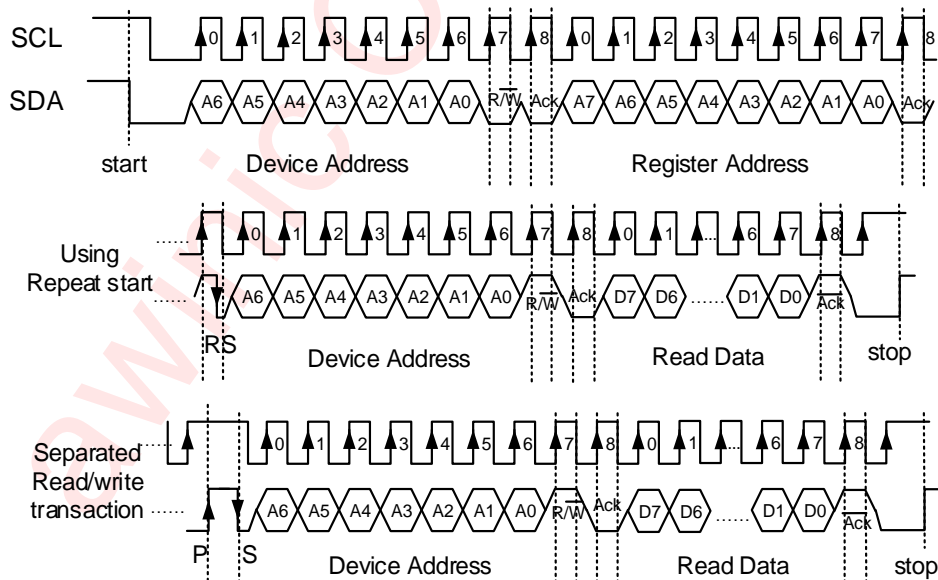 SCL 0 1 2 3 4 5 6 7 8 0 1 2 3 4 5 6 7 8
SDA A6 A5 A4 A3 A2 A1 A0 R/W Ack A7 A6 A5 A4 A3 A2 A1 A0 Ack
start Device Address Register Address
Using
Repeat start
...... 0 1 2 3 4 5 6 7 8 0 1 ... 6 7 8
...... A6 A5 A4 A3 A2 A1 A0 R/W Ack D7 D6 ...... D1 D0 Ack
RS Device Address Read Data stop
Separated
Read/write
transaction
...... 0 1 2 3 4 5 6 7 8 0 1 ... 6 7 8
...... A6 A5 A4 A3 A2 A1 A0 R/W Ack D7 D6 ...... D1 D0 Ack
P S Device Address Read Data stop
awinic